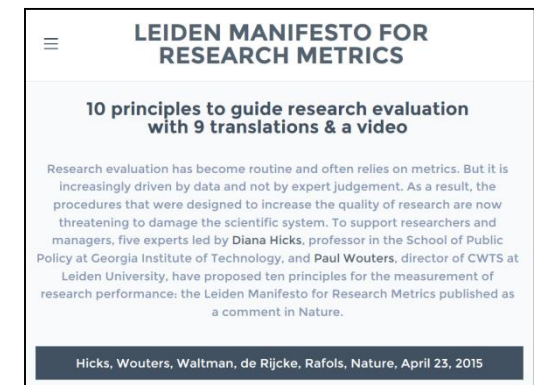 LEIDEN MANIFESTO FOR
RESEARCH METRICS
10 principles to guide research evaluation
with 9 translations & a video
Research evaluation has become routine and often relies on metrics. But it is
increasingly driven by data and not by expert judgement. As a result, the
procedures that were designed to increase the quality of research are now
threatening to damage the scientific system. To support researchers and
managers, five experts led by Diana Hicks, professor in the School of Public
Policy at Georgia Institute of Technology, and Paul Wouters, director of CWTS at
Leiden University, have proposed ten principles for the measurement of
research performance: the Leiden Manifesto for Research Metrics published as
a comment in Nature.
Hicks, Wouters, Waltman, de Rijcke, Rafols, Nature, April 23, 2015